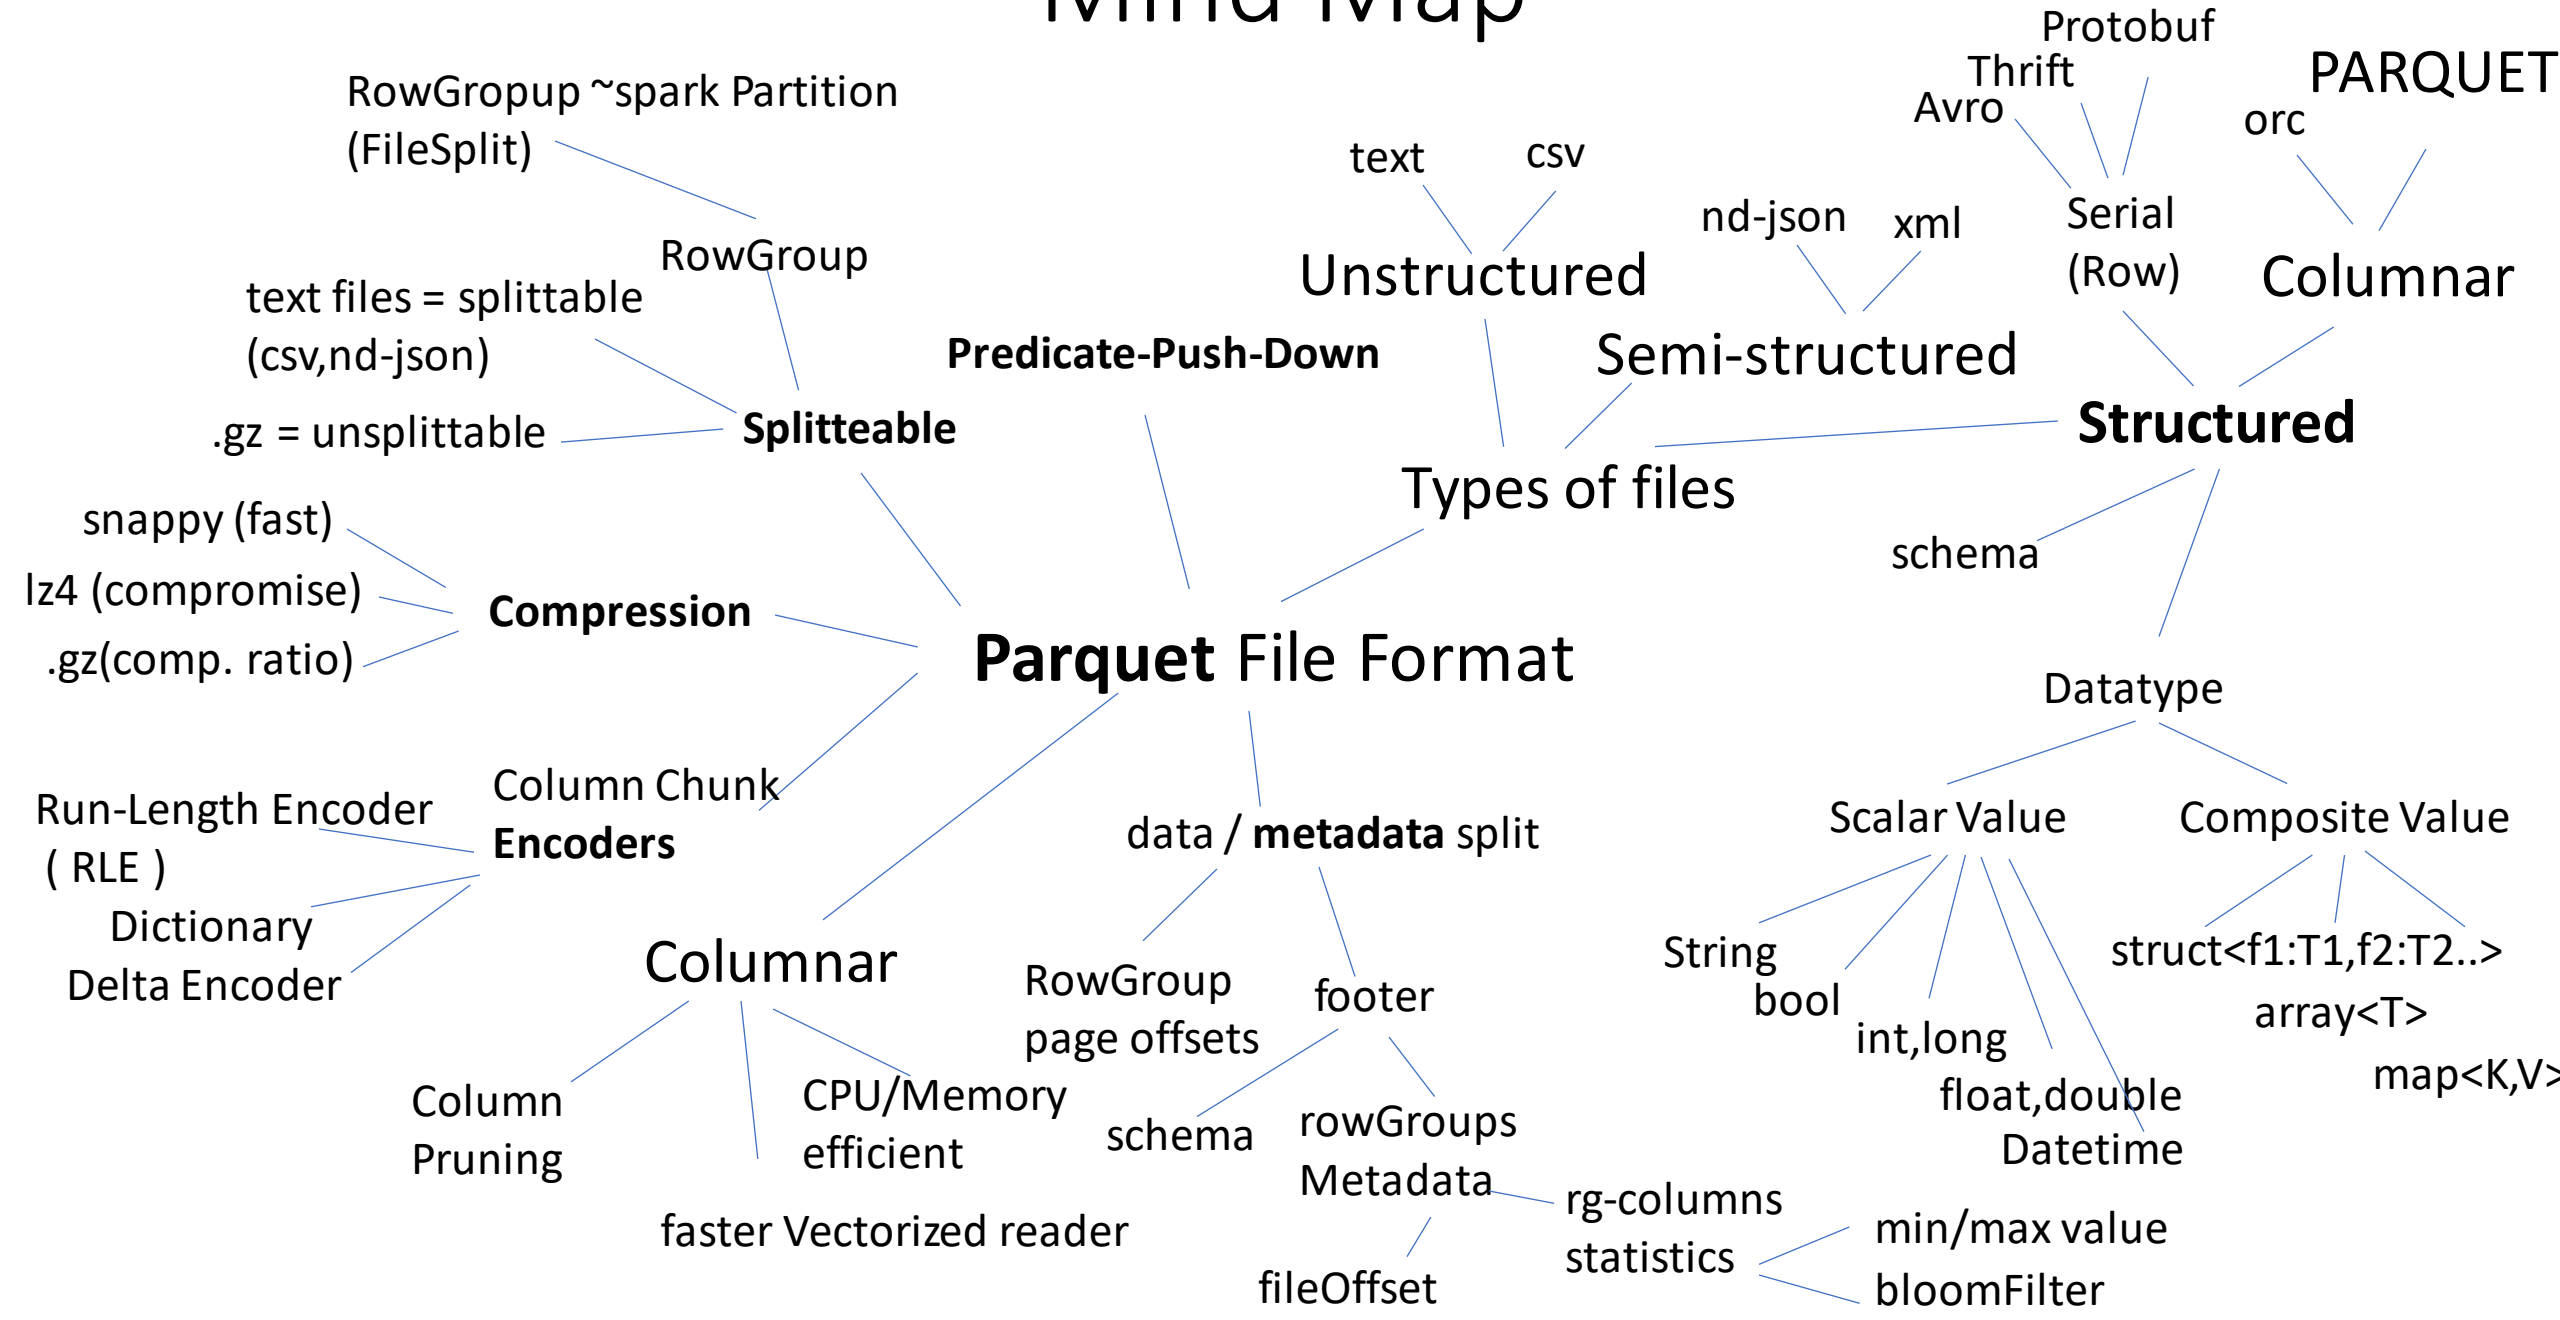 Mind Map
Protobuf
Thrift
Avro
PARQUET
orc
RowGropup ~spark Partition
(FileSplit)
text
csv
nd-json
xml
Serial
(Row)
Columnar
RowGroup
Unstructured
text files = splittable
(csv,nd-json)
Predicate-Push-Down
Semi-structured
.gz = unsplittable
Splitteable
Structured
Types of files
snappy (fast)
lz4 (compromise)
.gz(comp. ratio)
Compression
schema
Parquet File Format
Datatype
Column Chunk
Encoders
Run-Length Encoder
( RLE )
Dictionary
Delta Encoder
data / metadata split
Scalar Value
Composite Value
Columnar
RowGroup
page offsets
footer
String
bool
int,long
float,double
Datetime
struct<f1:T1,f2:T2..>
array<T>
map<K,V>
Column
Pruning
CPU/Memory
efficient
faster Vectorized reader
schema
rowGroups
Metadata
fileOffset
rg-columns
statistics
min/max value
bloomFilter